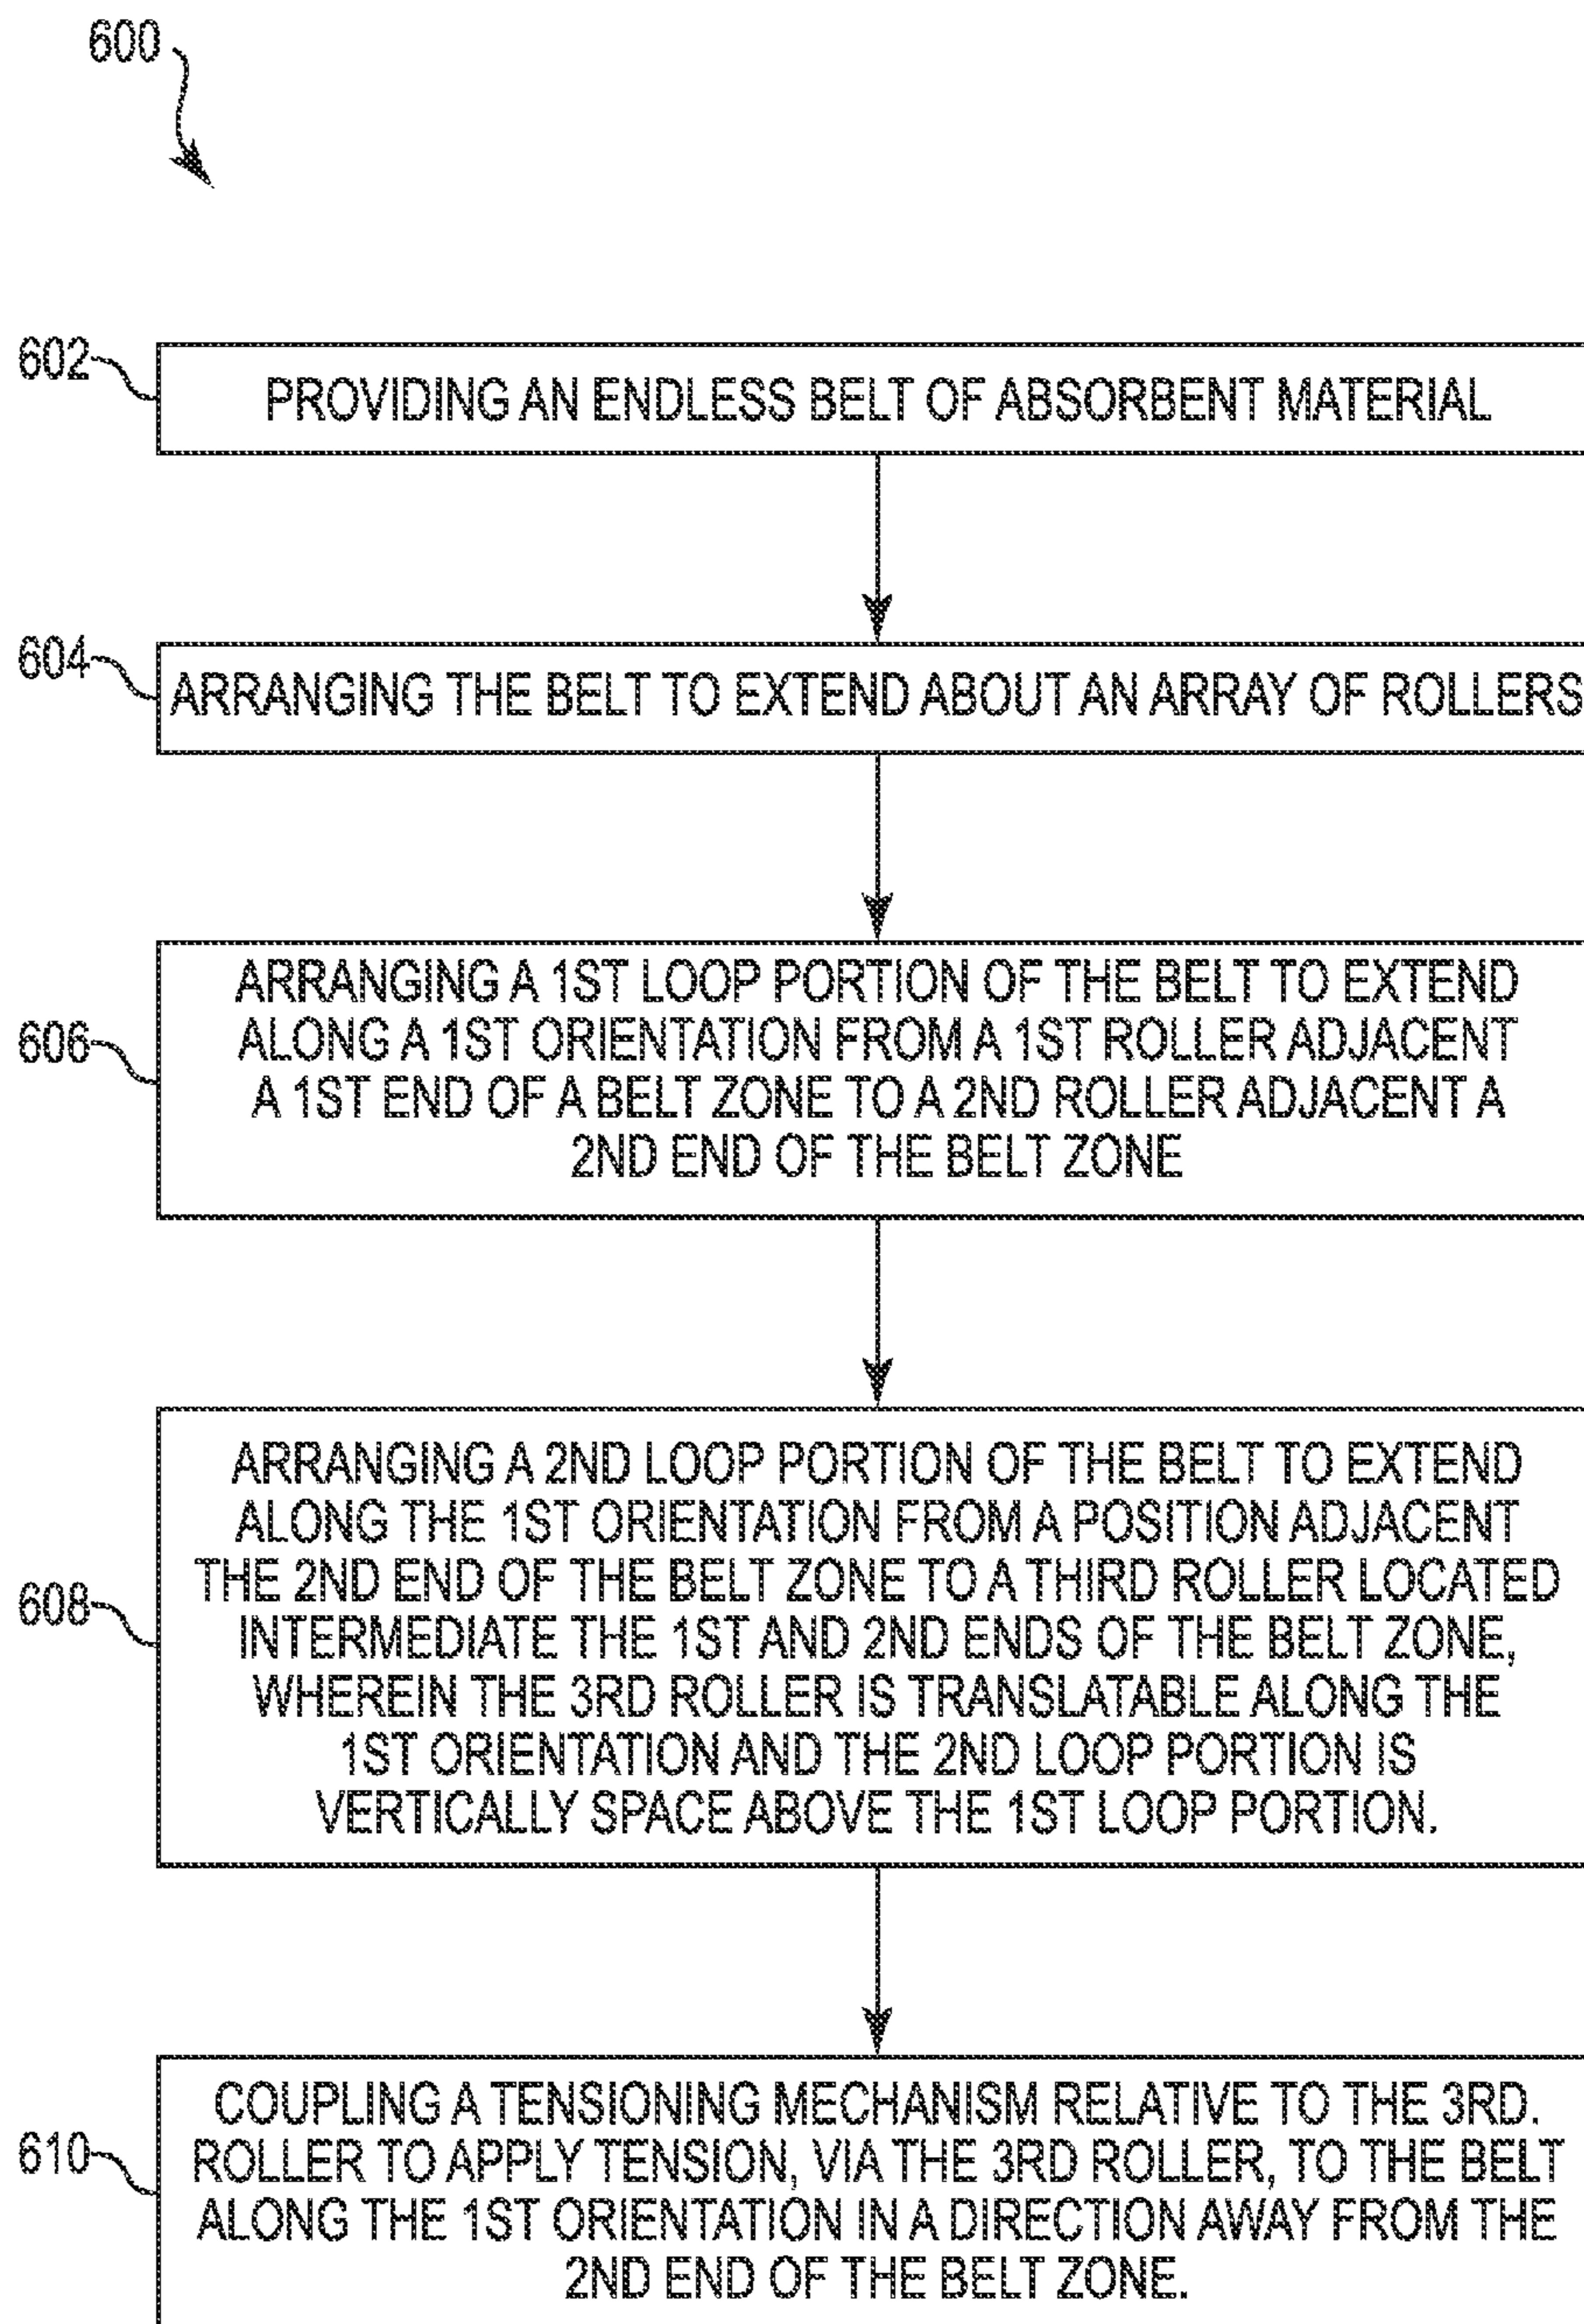 600
602
PROVIDING AN ENDLESS BELT OF ABSORBENT MATERIAL
604
ARRANGING THE BELT TO EXTEND ABOUT AN ARRAY OF ROLLERS
606
ARRANGING A 1ST LOOP PORTION OF THE BELT TO EXTEND
ALONG A 1ST ORIENTATION FROM A 1ST ROLLER ADJACENT
A 1ST END OF A BELT ZONE TO A 2ND ROLLER ADJACENT A
2ND END OF THE BELT ZONE
608
ARRANGING A 2ND LOOP PORTION OF THE BELT TO EXTEND
ALONG THE 1ST ORIENTATION FROM A POSITION ADJACENT
THE 2ND END OF THE BELT ZONE TO A THIRD ROLLER LOCATED
INTERMEDIATE THE 1ST AND 2ND ENDS OF THE BELT ZONE,
WHEREIN THE 3RD ROLLER IS TRANSLATABLE ALONG THE
1ST ORIENTATION AND THE 2ND LOOP PORTION IS
VERTICALLY SPACE ABOVE THE 1ST LOOP PORTION.
610
COUPLING A TENSIONING MECHANISM RELATIVE TO THE 3RD.
ROLLER TO APPLY TENSION, VIA THE 3RD ROLLER, TO THE BELT
ALONG THE 1ST ORIENTATION IN A DIRECTION AWAY FROM THE
2ND END OF THE BELT ZONE.